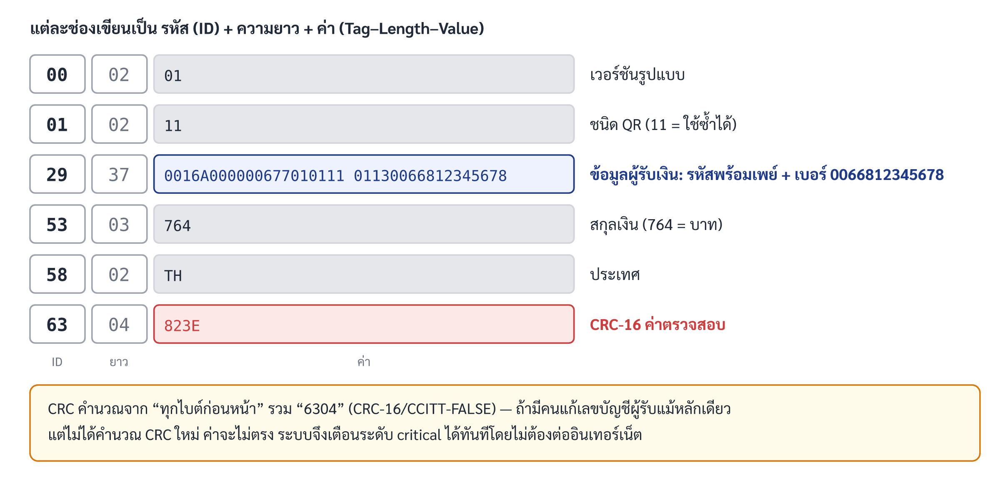 แต่ละช่องเขียนเป็น รหัส (ID) + ความยาว + ค่า (Tag–Length–Value)
00 02 01 เวอร์ชันรูปแบบ
01 02 11 ชนิด QR (11 = ใช้ซ้ำได้)
29 37 0016A000000677010111 01130066812345678 ข้อมูลผู้รับเงิน: รหัสพร้อมเพย์ + เบอร์ 0066812345678
53 03 764 สกุลเงิน (764 = บาท)
58 02 TH ประเทศ
63 04 823E CRC-16 ค่าตรวจสอบ
ID ยาว ค่า
CRC คำนวณจาก “ทุกไบต์ก่อนหน้า” รวม “6304” (CRC-16/CCITT-FALSE) — ถ้ามีคนแก้เลขบัญชีผู้รับแม้หลักเดียว
แต่ไม่ได้คำนวณ CRC ใหม่ ค่าจะไม่ตรง ระบบจึงเตือนระดับ critical ได้ทันทีโดยไม่ต้องต่ออินเทอร์เน็ต